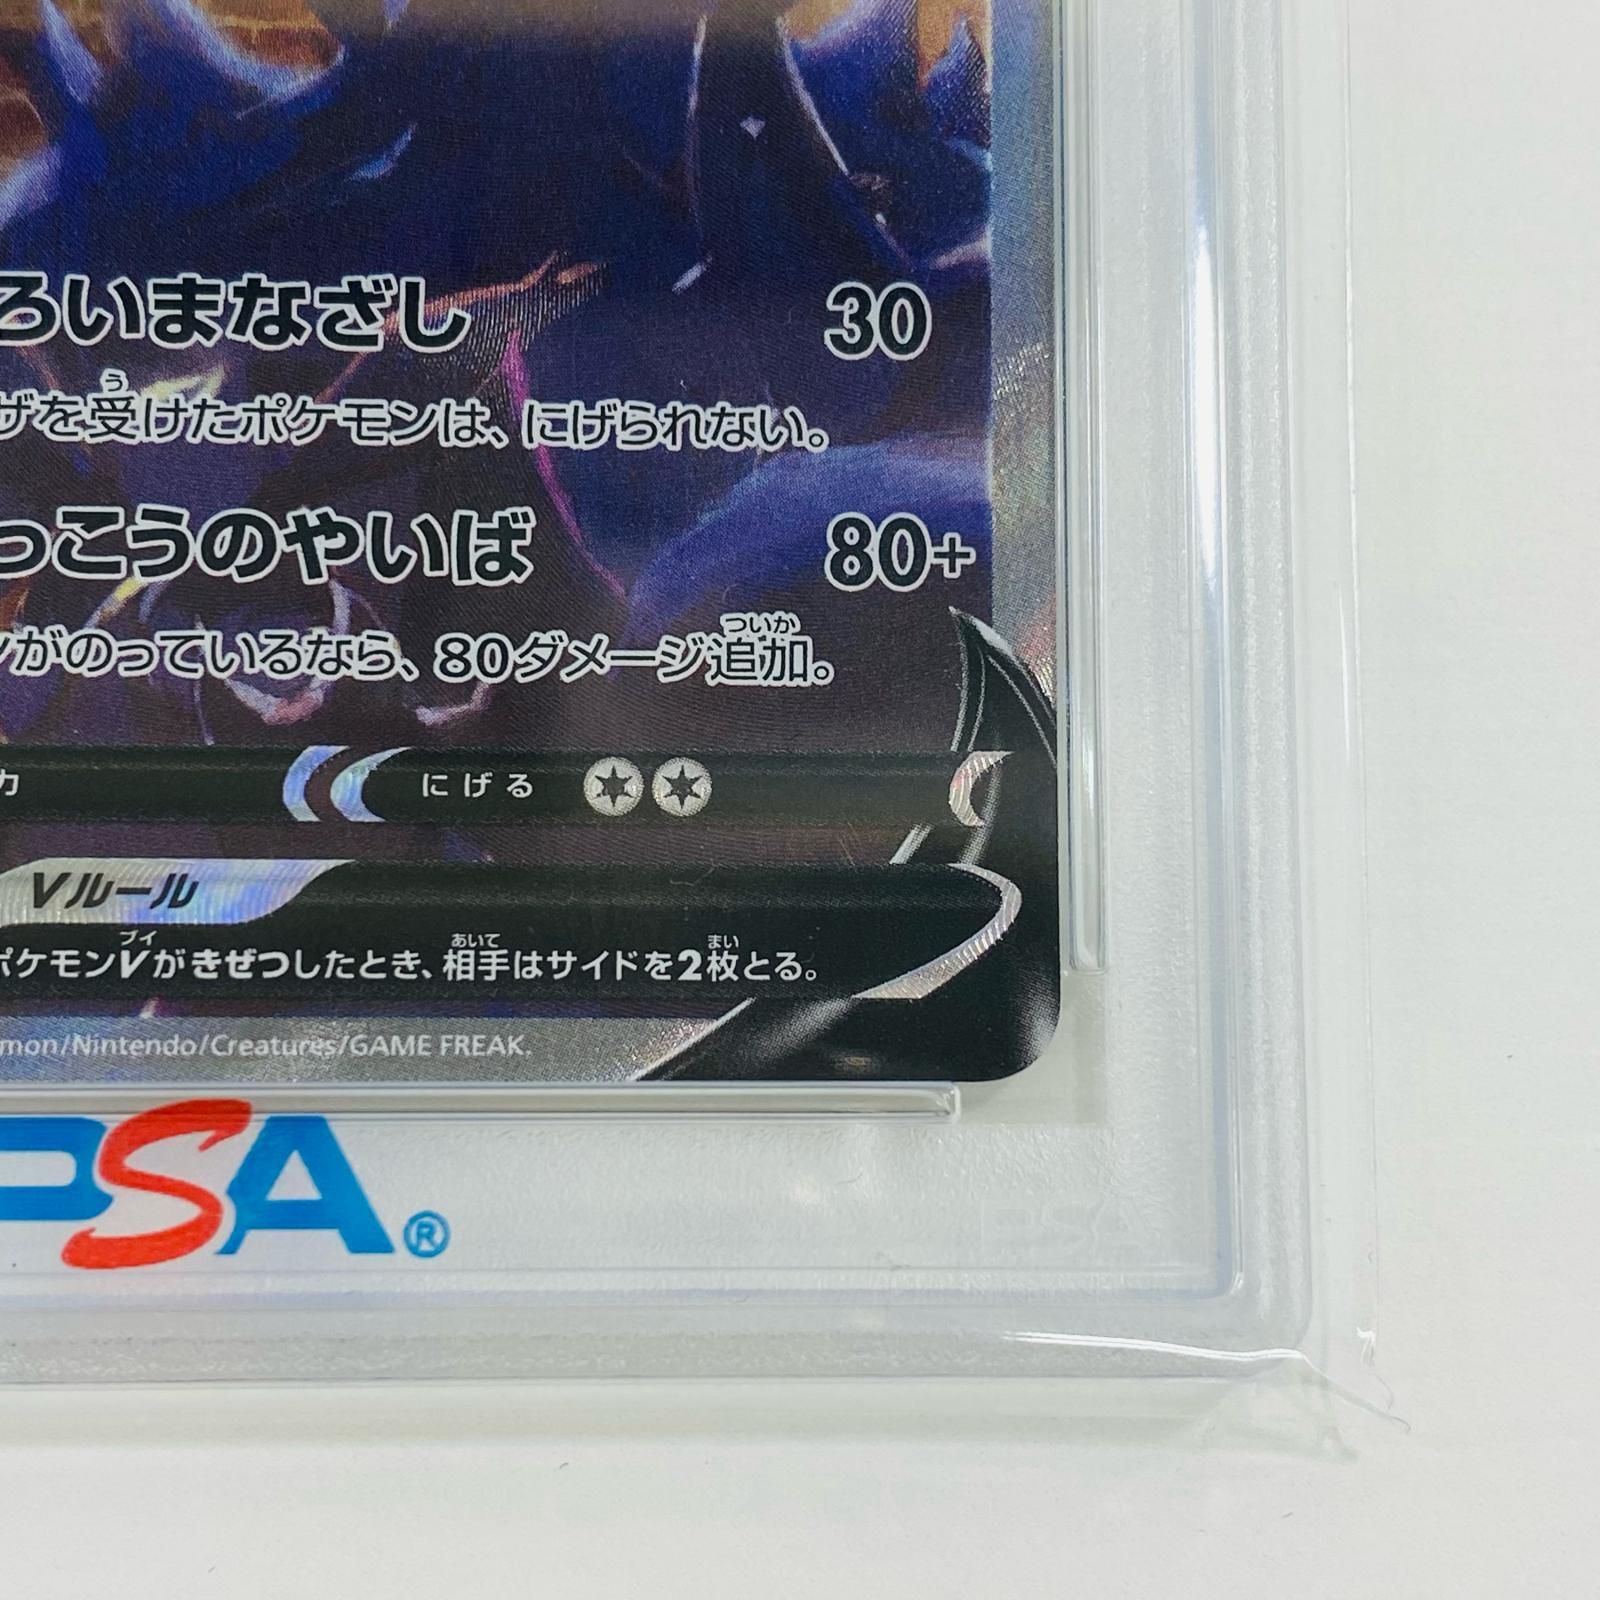 ろいまなざし 30
ザを受けたポケモンは、にげられない。
っこうのやいば 80+
ンがのっているなら、80ダメージ追加。
力 にげる
Vルール
ポケモンVがきぜつしたとき、相手はサイドを2枚とる。
mon/Nintendo/Creatures/GAME FREAK.
PSA®
PSA